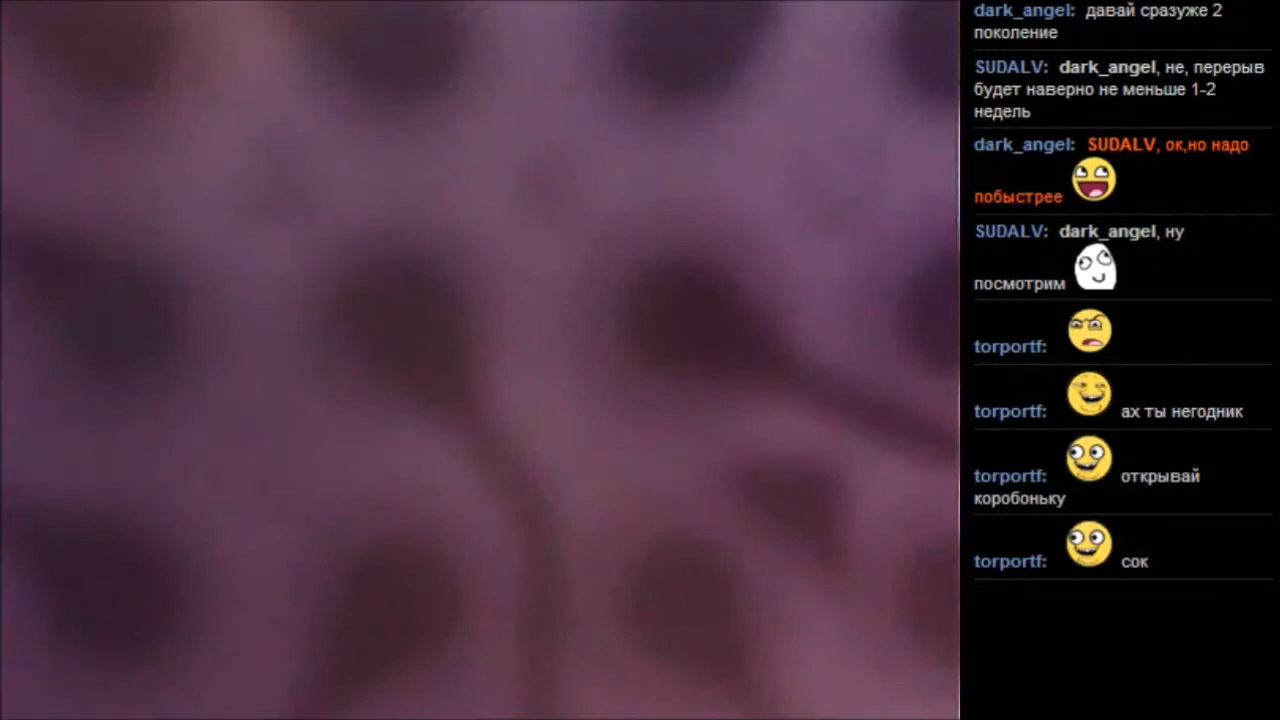 dark_angel: давай сразуже 2
поколение
SUDALV: dark_angel, не, перерыв
будет наверно не меньше 1-2
недель
dark_angel: SUDALV, ок,но надо
побыстрее
SUDALV: dark_angel, ну
посмотрим
torportf:
torportf: ах ты негодник
torportf: открывай
коробоньку
torportf: сок